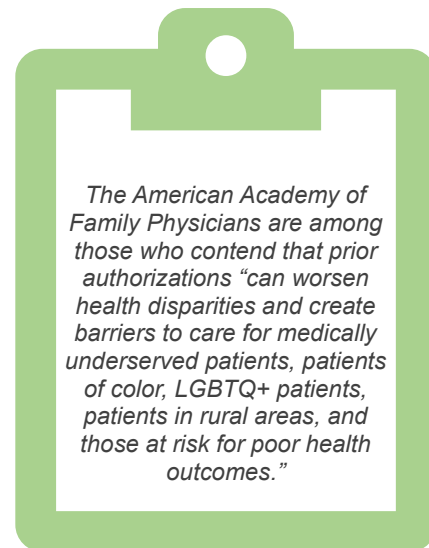 The American Academy of
Family Physicians are among
those who contend that prior
authorizations “can worsen
health disparities and create
barriers to care for medically
underserved patients, patients
of color, LGBTQ+ patients,
patients in rural areas, and
those at risk for poor health
outcomes.”